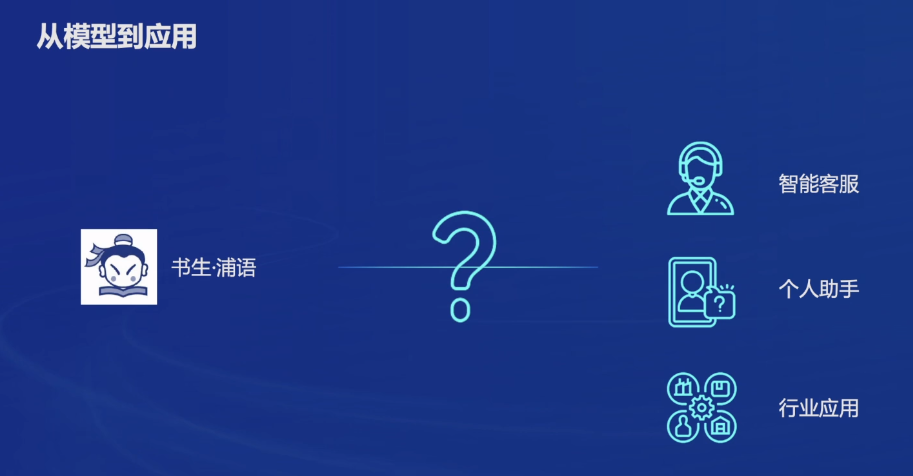 从模型到应用
书生·浦语
?
智能客服
?
个人助手
行业应用